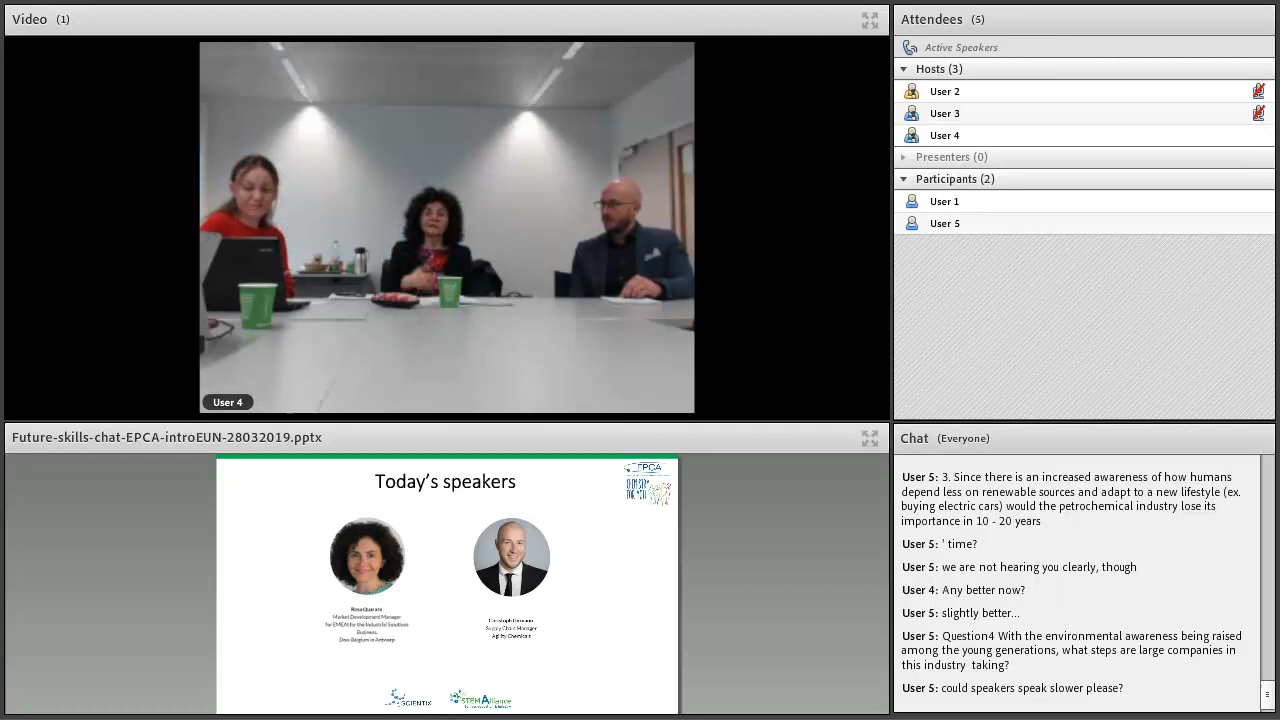 Video (1)
User 4
Attendees (5)
Active Speakers
Hosts (3)
User 2
User 3
User 4
Presenters (0)
Participants (2)
User 1
User 5
Future-skills-chat-EPCA-introEUN-28032019.pptx
Today's speakers
EPCA
CHEMISTRY
FOR YOU
Rosa Quarato
Market Development Manager
for EMEAI for the Industrial Solutions
Business,
Dow Belgium in Antwerp
Supply Chain Manager
Agility Chemicals
SCIENTIX
STEM Alliance
Chat (Everyone)
User 5: 3. Since there is an increased awareness of how humans
depend less on renewable sources and adapt to a new lifestyle (ex.
buying electric cars) would the petrochemical industry lose its
importance in 10 - 20 years
User 5: ' time?
User 5: we are not hearing you clearly, though
User 4: Any better now?
User 5: slightly better...
User 5: Question: With the environmental awareness being raised
among the young generations, what steps are large companies in
this industry taking?
User 5: could speakers speak slower please?